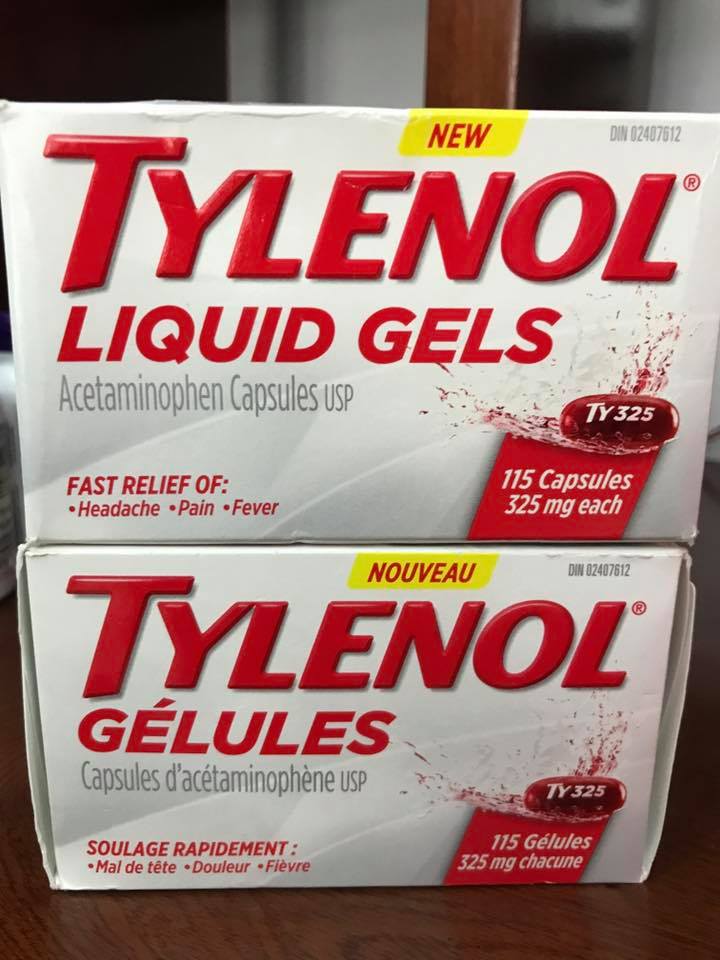 NEW
DIN 02407612
TYLENOL®
LIQUID GELS
Acetaminophen Capsules USP
TY 325
FAST RELIEF OF:
• Headache • Pain • Fever
115 Capsules
325 mg each
NOUVEAU
DIN 02407612
TYLENOL®
GÉLULES
Capsules d'acétaminophène USP
TY 325
SOULAGE RAPIDEMENT :
• Mal de tête • Douleur • Fièvre
115 Gélules
325 mg chacune